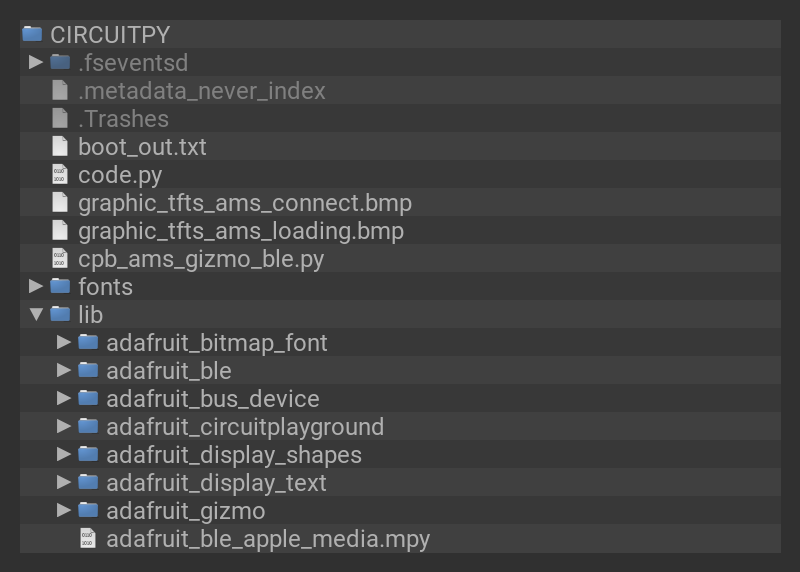 CIRCUITPY
.fseventsd
.metadata_never_index
.Trashes
boot_out.txt
code.py
graphic_tfts_ams_connect.bmp
graphic_tfts_ams_loading.bmp
cpb_ams_gizmo_ble.py
fonts
lib
adafruit_bitmap_font
adafruit_ble
adafruit_bus_device
adafruit_circuitplayground
adafruit_display_shapes
adafruit_display_text
adafruit_gizmo
adafruit_ble_apple_media.mpy